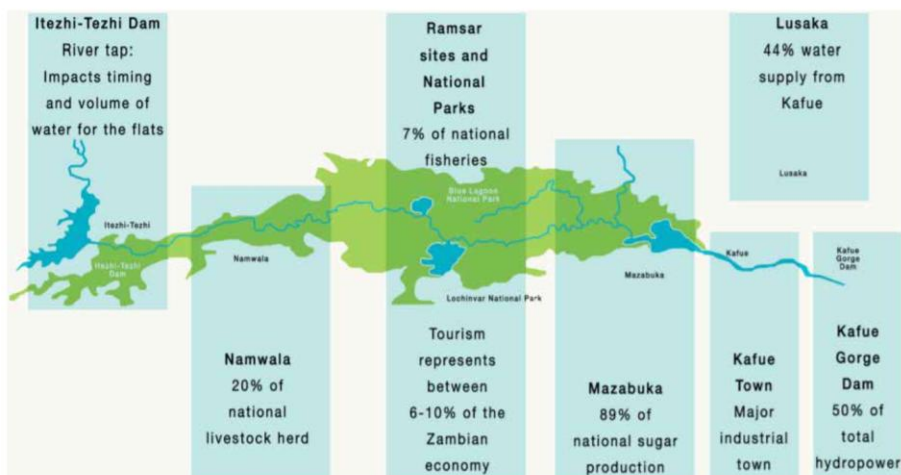 Itezhi-Tezhi Dam
River tap:
Impacts timing
and volume of
water for the flats
Ramsar
sites and
National
Parks
7% of national
fisheries
Lusaka
44% water
supply from
Kafue
Lusaka
Blue Lagoon
National Park
Itezhi-Tezhi
Itezhi-Tezhi
Dam
Namwala
Lochinvar National Park
Mazabuka
Kafue
Kafue
Gorge
Dam
Namwala
20% of
national
livestock herd
Tourism
represents
between
6-10% of the
Zambian
economy
Mazabuka
89% of
national sugar
production
Kafue
Town
Major
industrial
town
Kafue
Gorge
Dam
50% of
total
hydropower